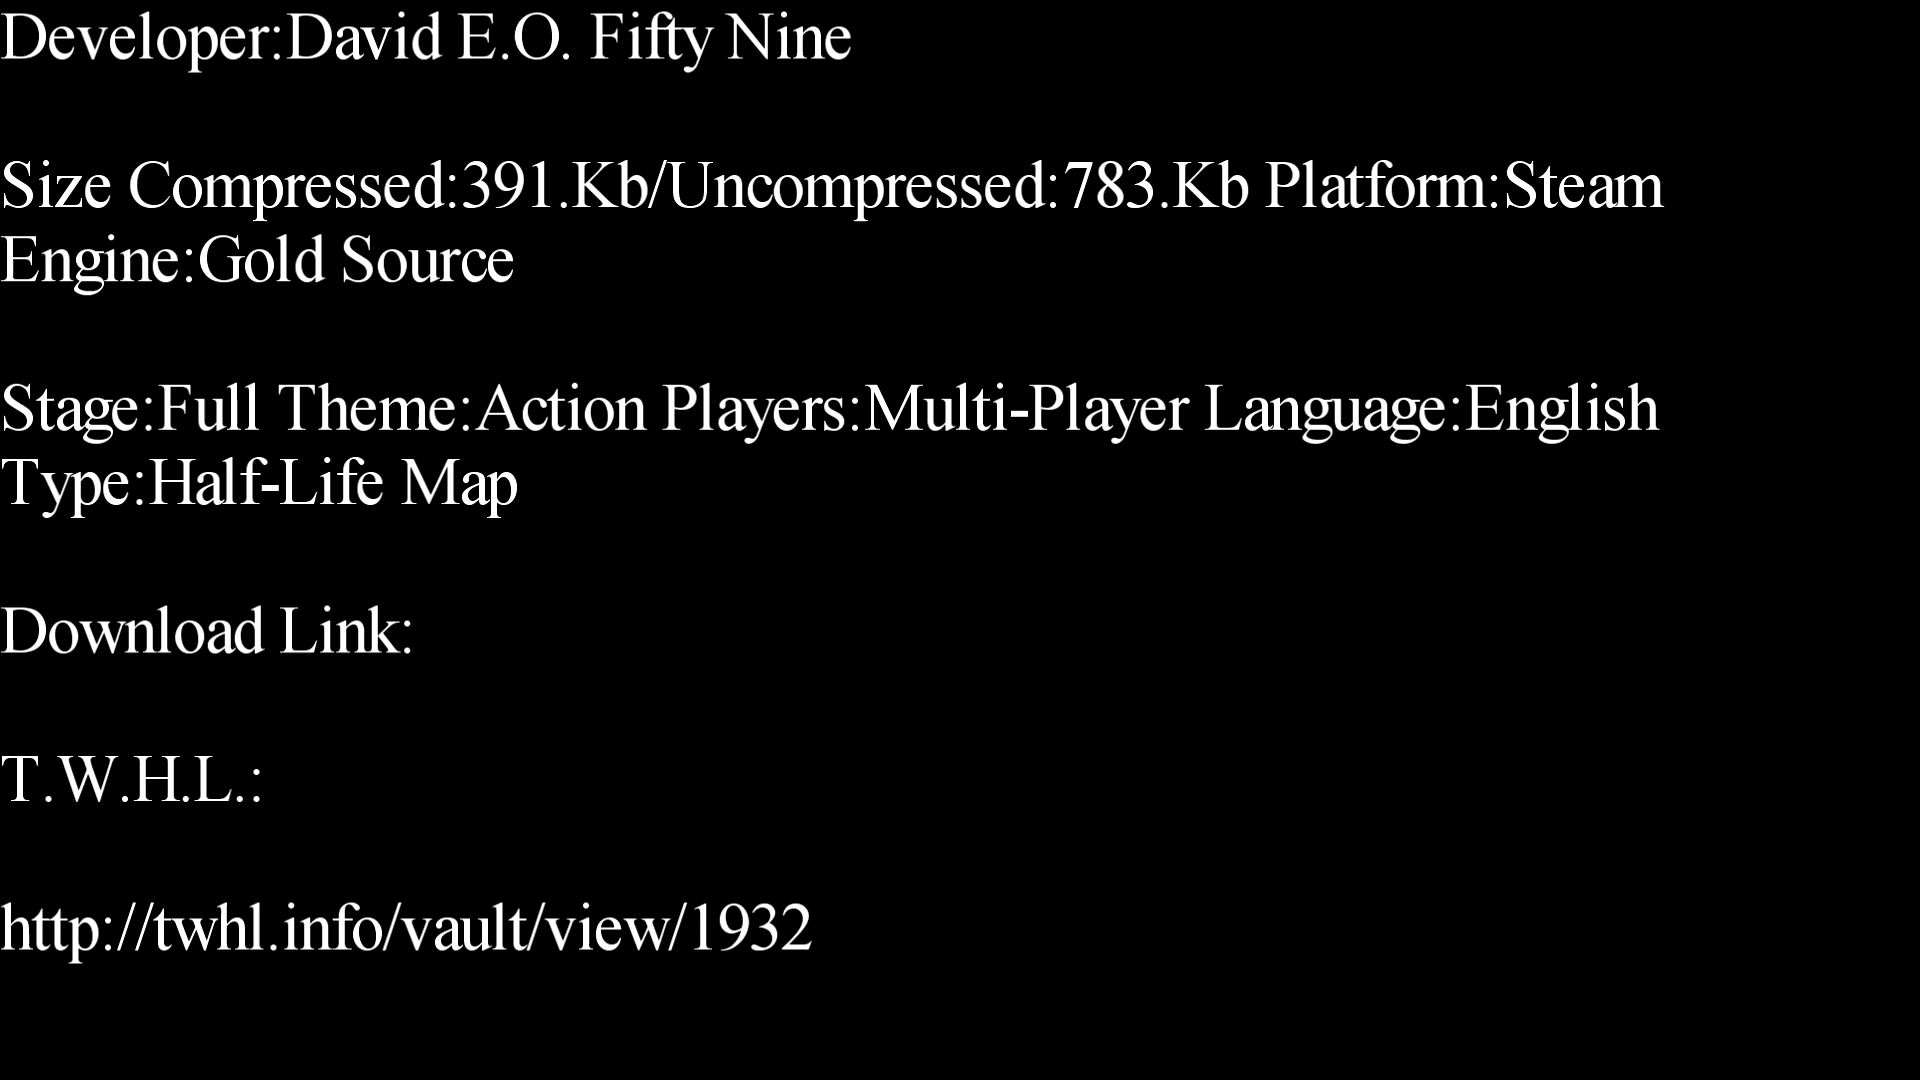 Developer:David E.O. Fifty Nine
Size Compressed:391.Kb/Uncompressed:783.Kb Platform:Steam
Engine:Gold Source
Stage:Full Theme:Action Players:Multi-Player Language:English
Type:Half-Life Map
Download Link:
T.W.H.L.:
http://twhl.info/vault/view/1932